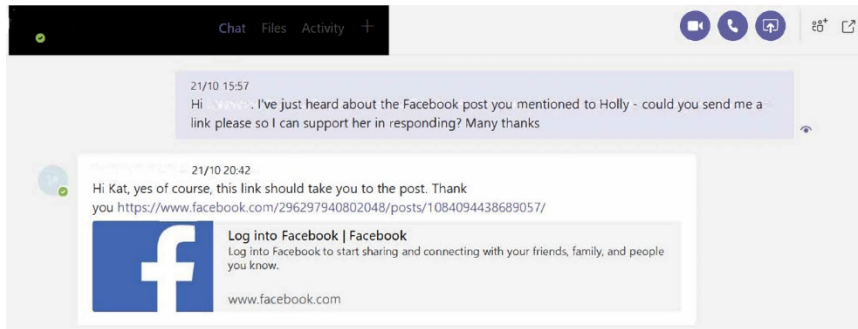 Chat Files Activity +
21/10 15:57
Hi . I've just heard about the Facebook post you mentioned to Holly - could you send me a
link please so I can support her in responding? Many thanks
21/10 20:42
Hi Kat, yes of course, this link should take you to the post. Thank
you https://www.facebook.com/296297940802048/posts/1084094438689057/
Log into Facebook | Facebook
Log into Facebook to start sharing and connecting with your friends, family, and people
you know.
www.facebook.com